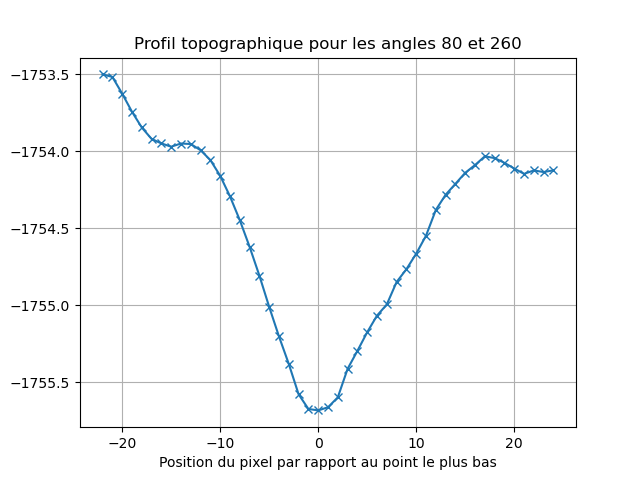 Profil topographique pour les angles 80 et 260
−1753.5
−1754.0
−1754.5
−1755.0
−1755.5
−20 −10 0 10 20
Position du pixel par rapport au point le plus bas